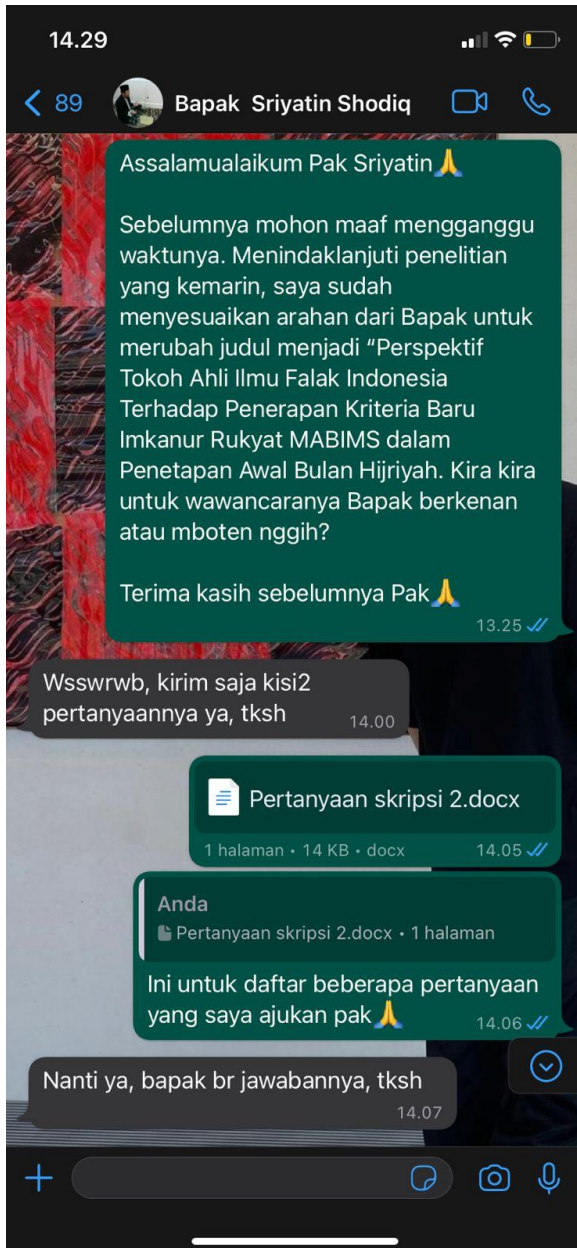 14.29
89
Bapak Sriyatin Shodiq
Assalamualaikum Pak Sriyatin🙏
Sebelumnya mohon maaf mengganggu
waktunya. Menindaklanjuti penelitian
yang kemarin, saya sudah
menyesuaikan arahan dari Bapak untuk
merubah judul menjadi “Perspektif
Tokoh Ahli Ilmu Falak Indonesia
Terhadap Penerapan Kriteria Baru
Imkanur Rukyat MABIMS dalam
Penetapan Awal Bulan Hijriyah. Kira kira
untuk wawancaranya Bapak berkenan
atau mboten nggih?
Terima kasih sebelumnya Pak🙏
13.25
Wsswrwb, kirim saja kisi2
pertanyaannya ya, tksh
14.00
Pertanyaan skripsi 2.docx
1 halaman • 14 KB • docx
14.05
Anda
Pertanyaan skripsi 2.docx • 1 halaman
Ini untuk daftar beberapa pertanyaan
yang saya ajukan pak🙏
14.06
Nanti ya, bapak br jawabannya, tksh
14.07